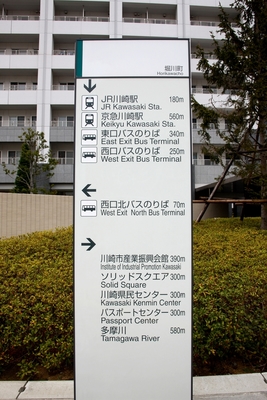 堀川町
Horikawacho
JR川崎駅 180m
JR Kawasaki Sta.
京急川崎駅 560m
Keikyu Kawasaki Sta.
東口バスのりば 340m
East Exit Bus Terminal
西口バスのりば 250m
West Exit Bus Terminal
西口北バスのりば 70m
West Exit North Bus Terminal
川崎市産業振興会館 390m
Institute of Industrial Promotion Kawasaki
ソリッドスクエア 300m
Solid Square
川崎県民センター 300m
Kawasaki Kenmin Center
パスポートセンター 300m
Passport Center
多摩川 580m
Tamagawa River